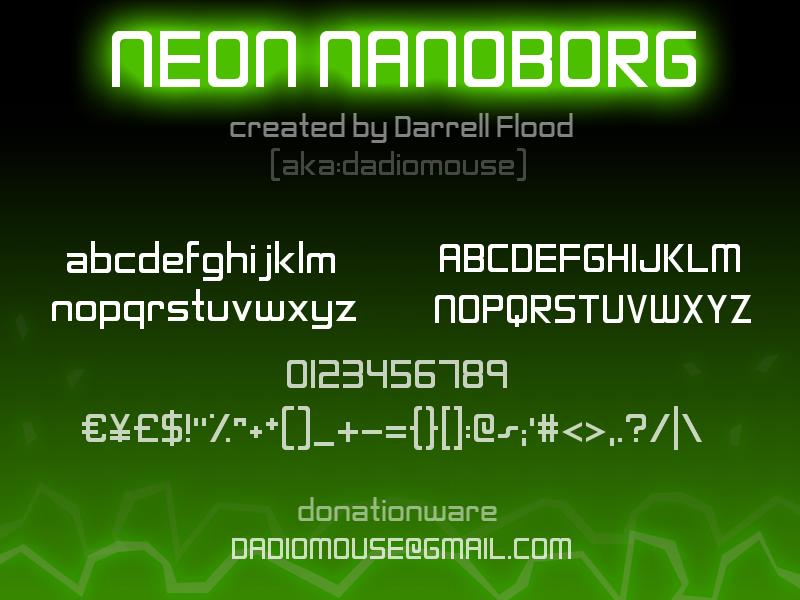 NEON NANOBORG
created by Darrell Flood
[aka:dadiomouse]
abcdefghijklm
nopqrstuvwxyz
ABCDEFGHIJKLM
NOPQRSTUVWXYZ
0123456789
€¥£$!"٪"+⁺[]_+-={}[]:@~;'#<>,.?/|\
donationware
DADIOMOUSE@GMAIL.COM